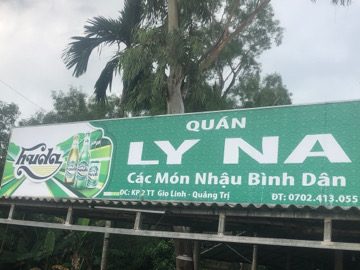 huda
QUÁN
LY NA
Các Món Nhậu Bình Dân
ĐC: KP 2 TT Gio Linh - Quảng Trị
ĐT: 0702.413.055